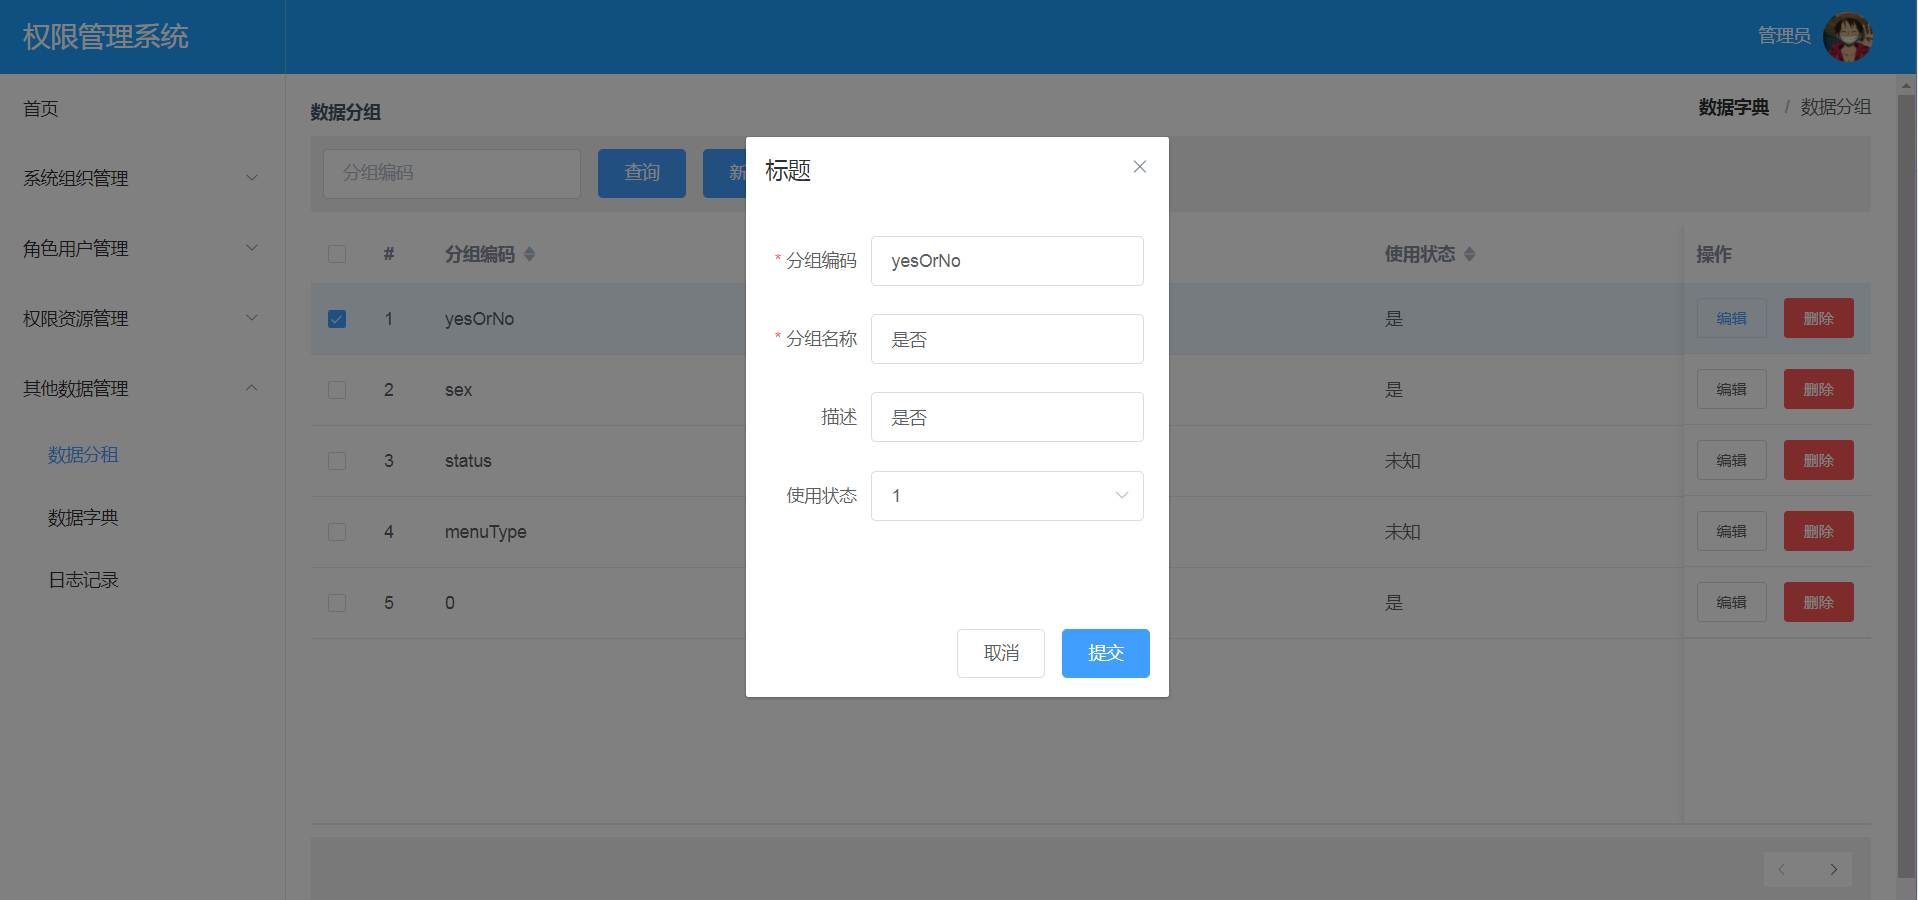 权限管理系统
管理员
首页
系统组织管理
角色用户管理
权限资源管理
其他数据管理
数据分租
数据字典
日志记录
数据分组
数据字典 / 数据分组
分组编码
查询
新
# 分组编码 使用状态 操作
1 yesOrNo 是 编辑 删除
2 sex 是 编辑 删除
3 status 未知 编辑 删除
4 menuType 未知 编辑 删除
5 0 是 编辑 删除
标题
* 分组编码 yesOrNo
* 分组名称 是否
描述 是否
使用状态 1
取消 提交